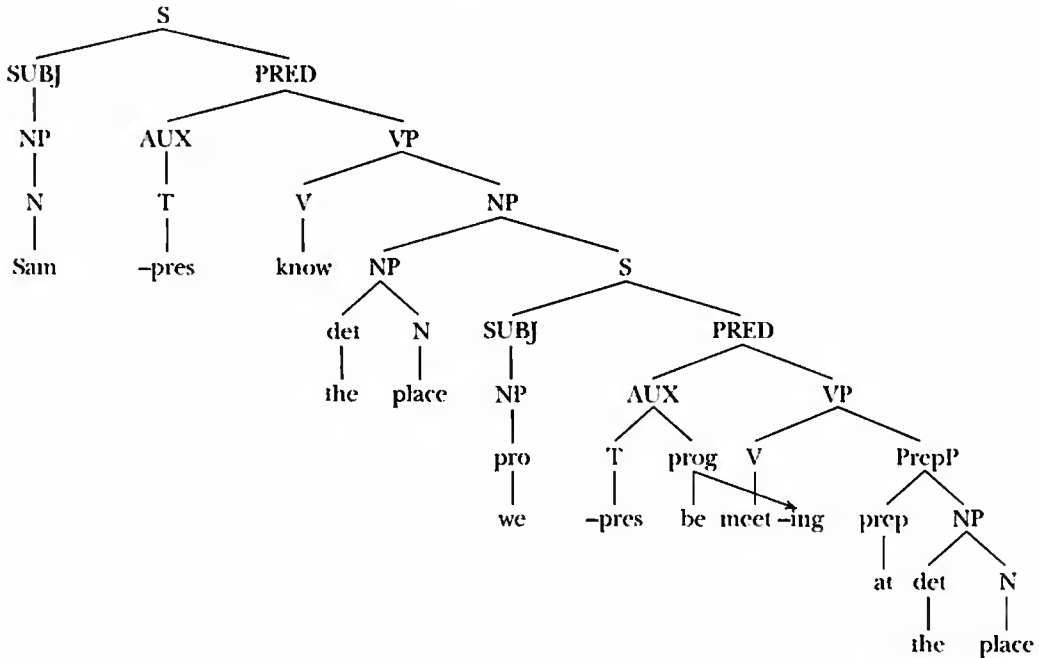 S
SUBJ PRED
NP AUX VP
N T V NP
Sam –pres know NP S
det N SUBJ PRED
the place NP AUX VP
pro T prog V PrepP
we –pres be meet –ing prep NP
at det N
the place